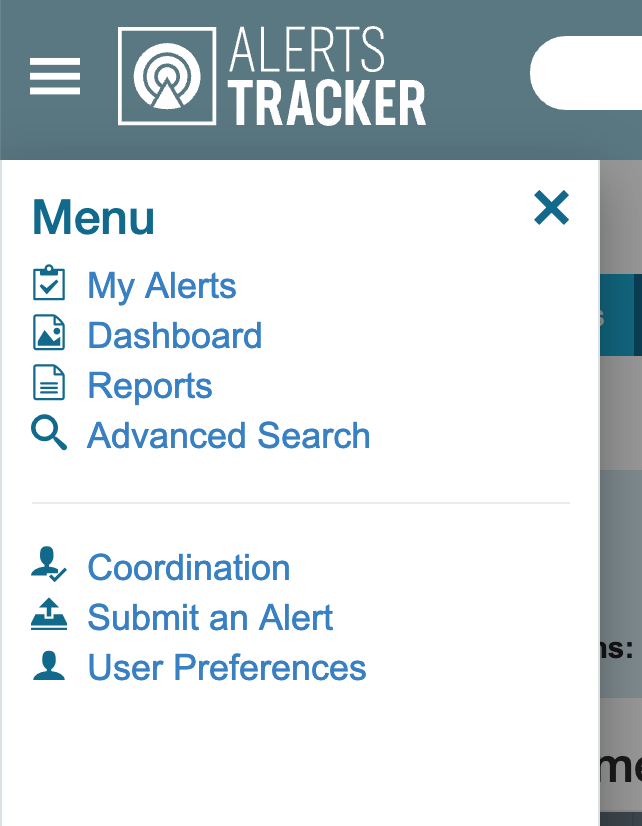 ALERTS
TRACKER
Menu
My Alerts
Dashboard
Reports
Advanced Search
Coordination
Submit an Alert
User Preferences